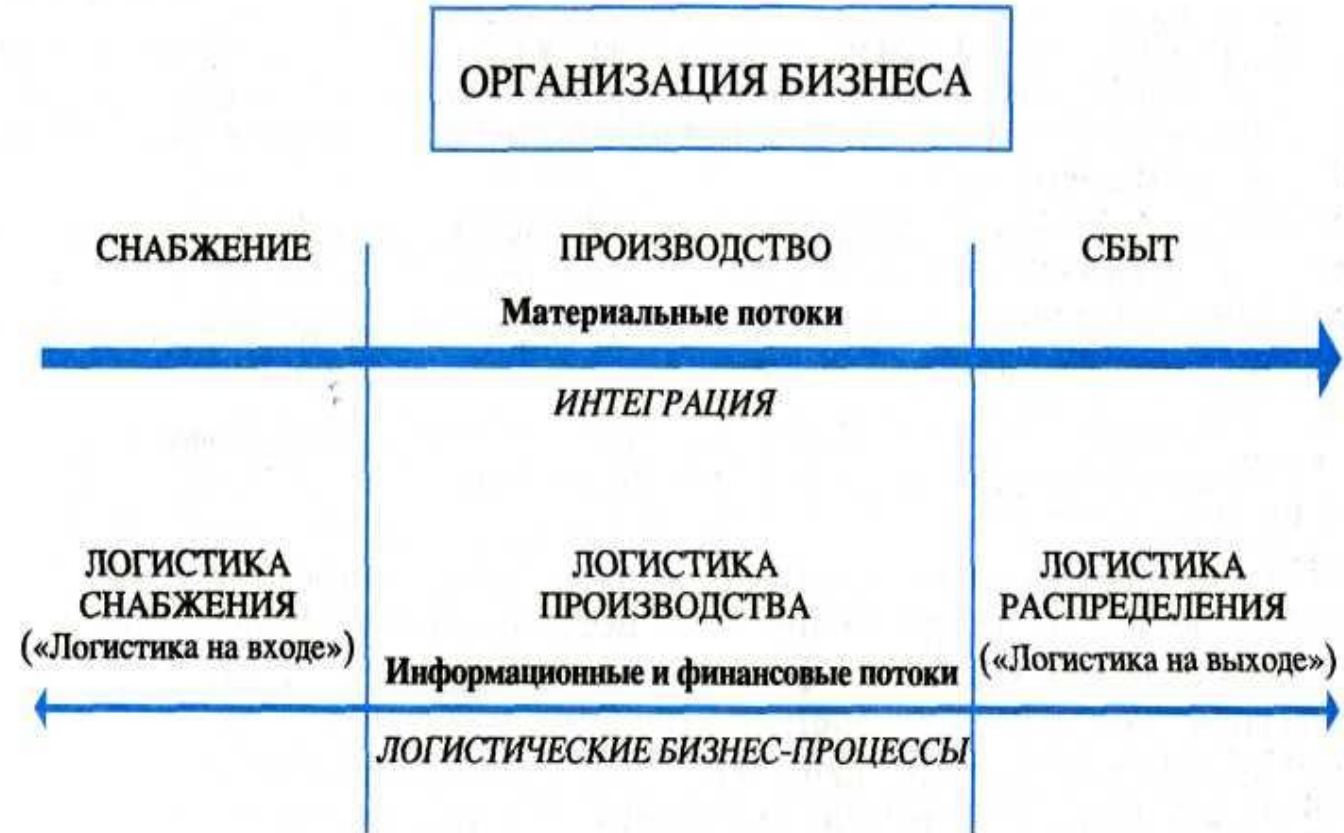 ОРГАНИЗАЦИЯ БИЗНЕСА
СНАБЖЕНИЕ
ПРОИЗВОДСТВО
СБЫТ
Материальные потоки
ИНТЕГРАЦИЯ
ЛОГИСТИКА
СНАБЖЕНИЯ
(«Логистика на входе»)
ЛОГИСТИКА
ПРОИЗВОДСТВА
ЛОГИСТИКА
РАСПРЕДЕЛЕНИЯ
(«Логистика на выходе»)
Информационные и финансовые потоки
ЛОГИСТИЧЕСКИЕ БИЗНЕС-ПРОЦЕССЫ